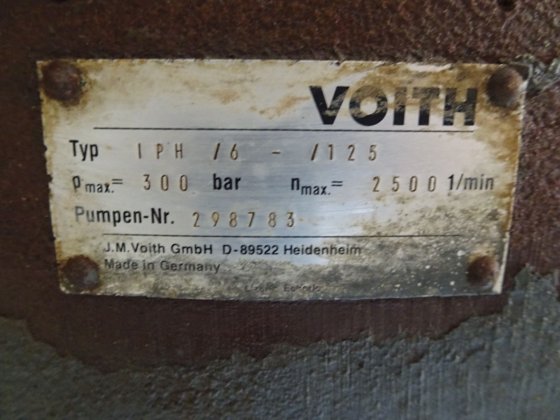 VOITH
Typ IPH /6 - /125
pmax.= 300 bar nmax.= 2500 1/min
Pumpen-Nr. 298783
J.M.Voith GmbH D-89522 Heidenheim
Made in Germany